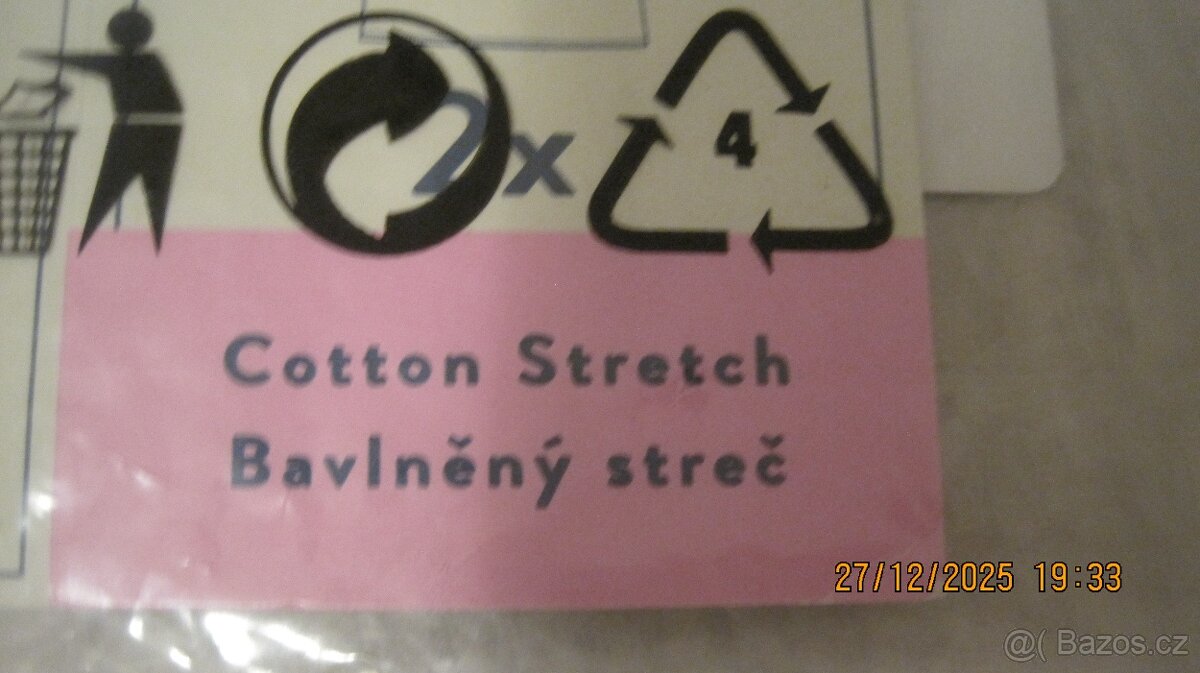 2x
4
Cotton Stretch
Bavlněný streč
27/12/2025 19:33
@( Bazos.cz